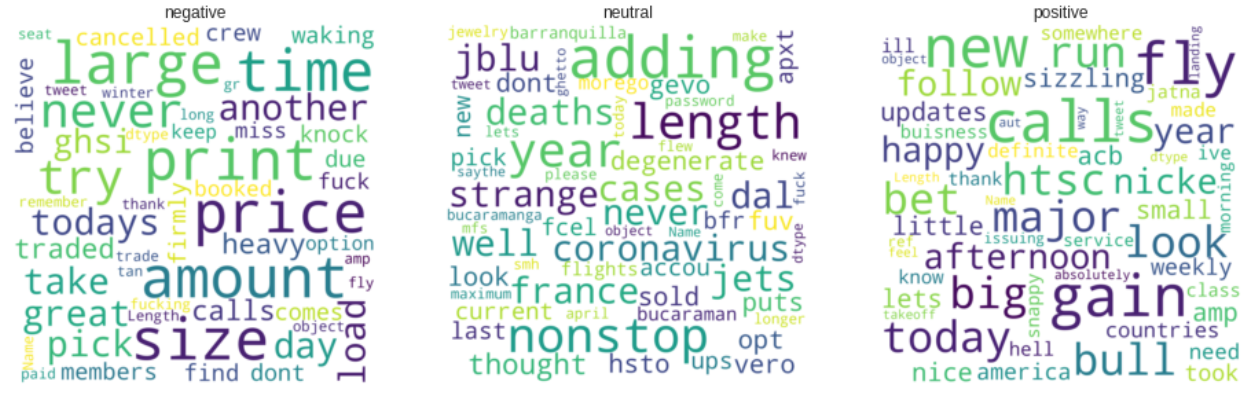 negative
seat
cancelled
crew
waking
large
time
believe
tweet
winter
gr
never
long
another
ghsi
dtype
keep
miss
knock
try
print
due
fuck
remember
thank
firmly
booked
price
todays
traded
trade
tan
heavy
option
amp
take
amount
fly
great
fucking
Length
calls
comes
object
load
Name
pick
size
day
paid
members
find
dont
neutral
jewelry
barranquilla
make
jblu
adding
apxt
tweet
dont
ghetto
morego
gevo
new
deaths
today
password
length
lets
year
flew
pick
saythe
please
degenerate
knew
strange
cases
come
dal
fuck
bucaramanga
mfs
fcel
never
object
Name
bfr
fuv
dtype
well
coronavirus
look
smh
flights
accou
jets
maximum
france
sold
puts
current
april
bucaraman
longer
last
nonstop
opt
thought
hsto
ups
vero
positive
ill
object
new
somewhere
run
fly
landing
follow
sizzling
jatna
updates
made
buisness
aut
calls
way
tweet
year
happy
definite
acb
dtype
ive
Length
thank
htsc
nicke
morning
bet
Name
major
small
little
issuing
service
look
ref
feel
afternoon
weekly
know
absolutely
lets
big
gain
class
takeoff
snappy
amp
today
countries
hell
bull
need
nice
america
took